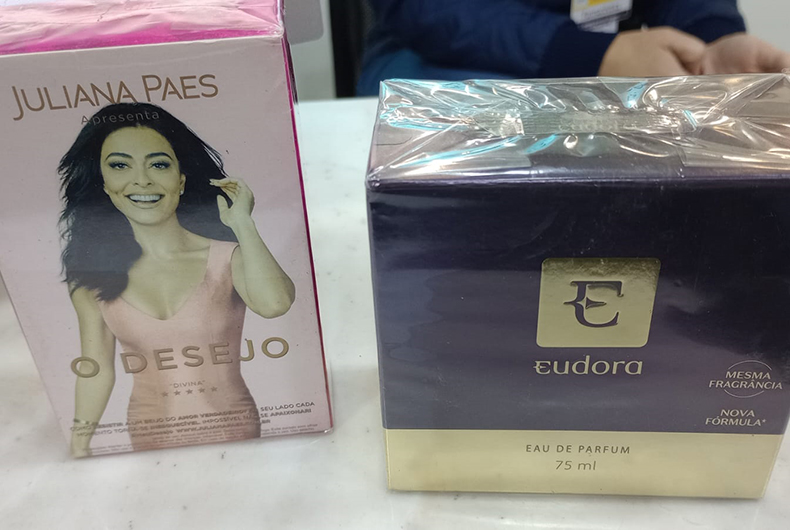 JULIANA PAES
Apresenta
O DESEJO
"DIVINA"
E
eudora
MESMA
FRAGRÂNCIA
NOVA
FÓRMULA*
EAU DE PARFUM
75 ml